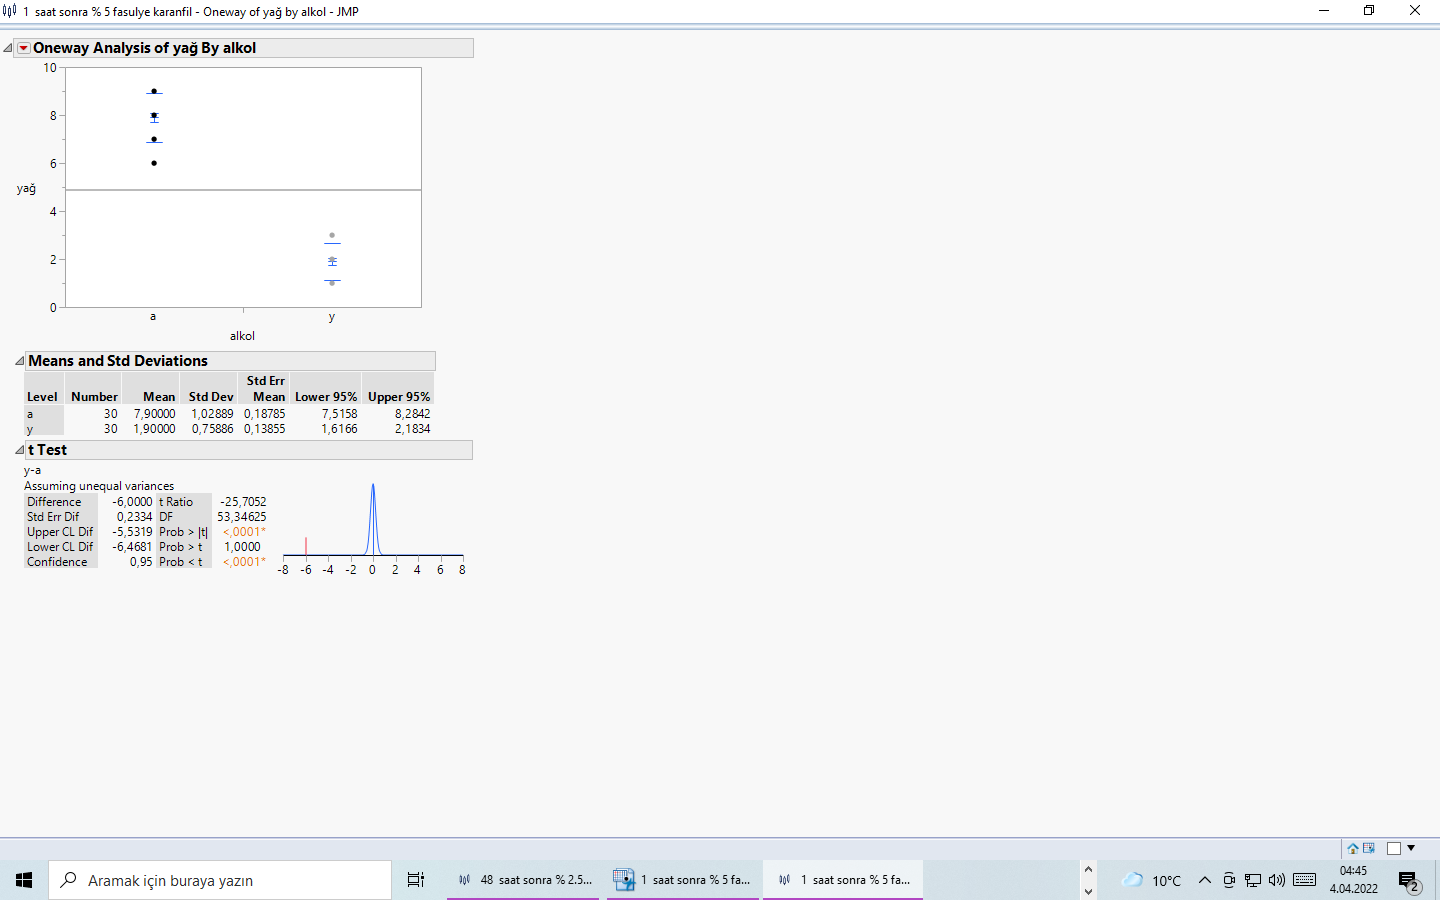 1 saat sonra % 5 fasulye karanfil - Oneway of yağ by alkol - JMP
Oneway Analysis of yağ By alkol
10
8
6
yağ
4
2
0
a y
alkol
Means and Std Deviations
Level Number Mean Std Dev Std Err Mean Lower 95% Upper 95%
a 30 7,90000 1,02889 0,18785 7,5158 8,2842
y 30 1,90000 0,75886 0,13855 1,6166 2,1834
t Test
y-a
Assuming unequal variances
Difference -6,0000 t Ratio -25,7052
Std Err Dif 0,2334 DF 53,34625
Upper CL Dif -5,5319 Prob > |t| <,0001*
Lower CL Dif -6,4681 Prob > t 1,0000
Confidence 0,95 Prob < t <,0001*
-8 -6 -4 -2 0 2 4 6 8
Aramak için buraya yazın
48 saat sonra % 2.5...
1 saat sonra % 5 fa...
1 saat sonra % 5 fa...
10°C
04:45
4.04.2022
2